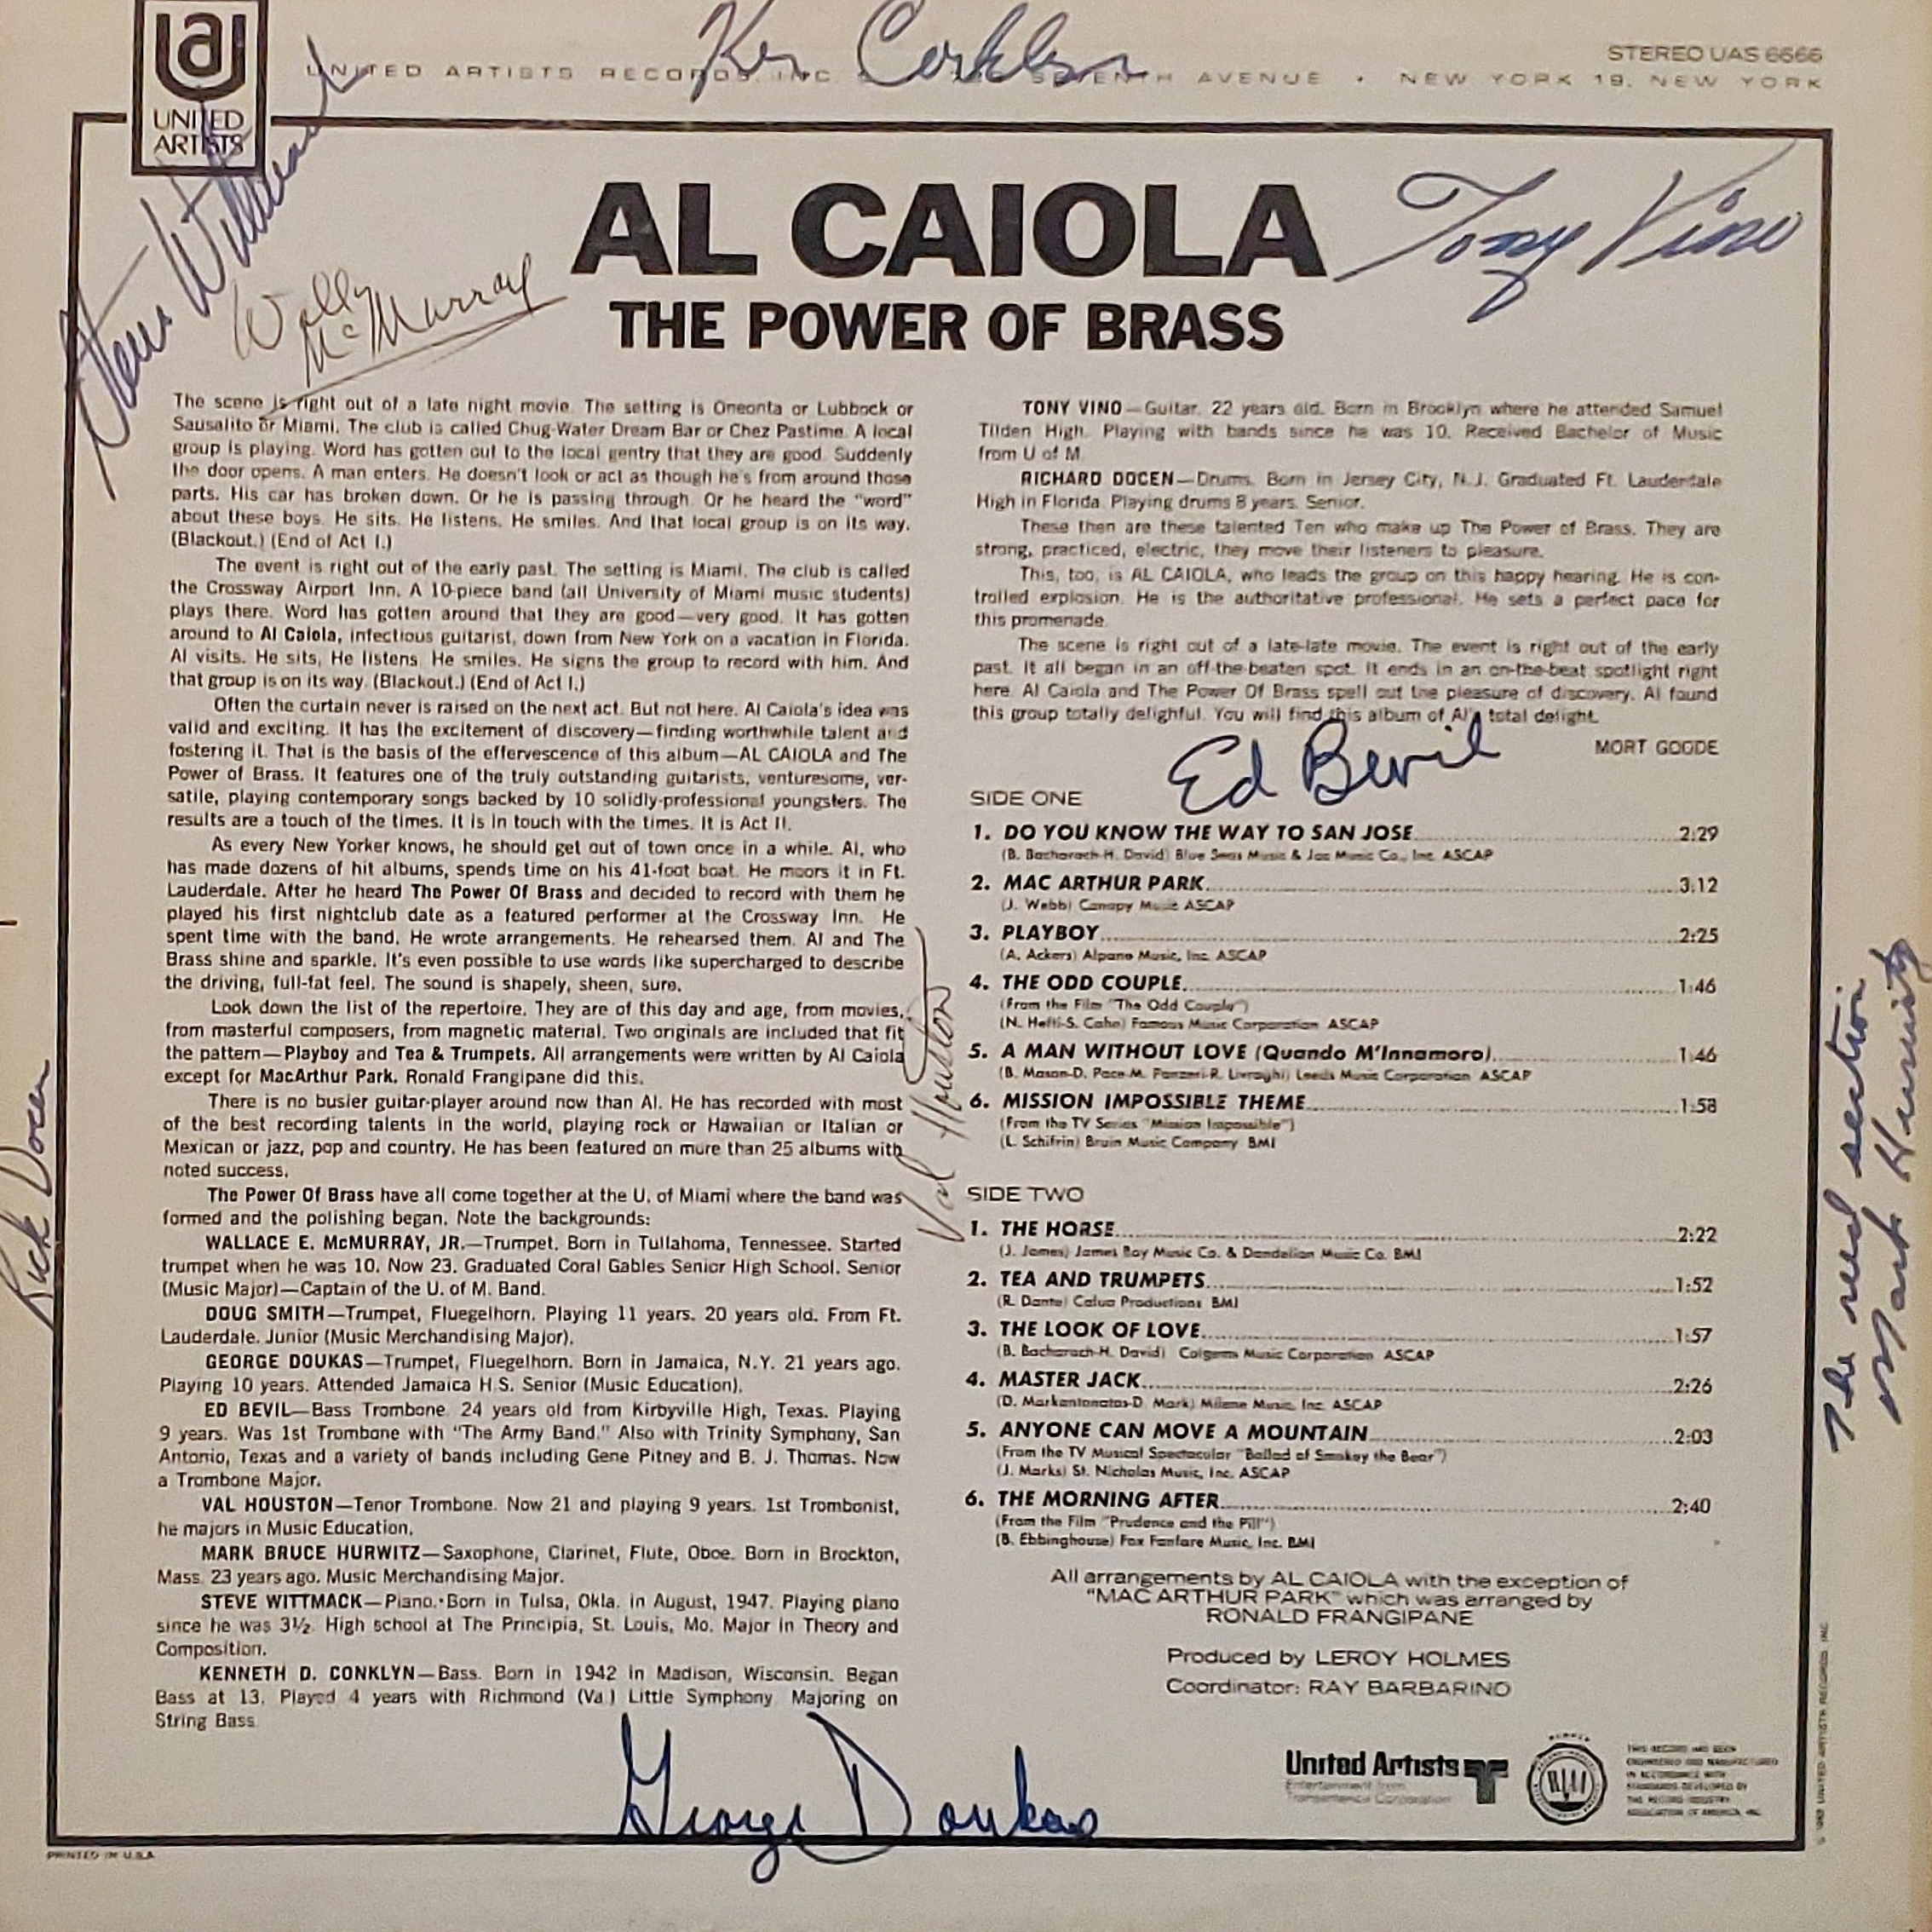 Ken Conklyn
STEREO UAS 6666
UNITED ARTISTS RECORDS, INC. SEVENTH AVENUE • NEW YORK 19, NEW YORK
UNITED
ARTISTS
Wally
McMurray
AL CAIOLA
Tony Vino
THE POWER OF BRASS
The scene is right out of a late night movie. The setting is Oneonta or Lubbock or
Sausalito or Miami. The club is called Chug-Water Dream Bar or Chez Pastime. A local
group is playing. Word has gotten out to the local gentry that they are good. Suddenly
the door opens. A man enters. He doesn't look or act as though he's from around those
parts. His car has broken down. Or he is passing through. Or he heard the "word"
about these boys. He sits. He listens. He smiles. And that local group is on its way.
(Blackout.) (End of Act I.)
The event is right out of the early past. The setting is Miami. The club is called
the Crossway Airport Inn. A 10-piece band (all University of Miami music students)
plays there. Word has gotten around that they are good—very good. It has gotten
around to Al Caiola, infectious guitarist, down from New York on a vacation in Florida.
Al visits. He sits, He listens. He smiles. He signs the group to record with him. And
that group is on its way. (Blackout.) (End of Act I.)
Often the curtain never is raised on the next act. But not here. Al Caiola's idea was
valid and exciting. It has the excitement of discovery—finding worthwhile talent and
fostering it. That is the basis of the effervescence of this album—AL CAIOLA and The
Power of Brass. It features one of the truly outstanding guitarists, venturesome, ver-
satile, playing contemporary songs backed by 10 solidly-professional youngsters. The
results are a touch of the times. It is in touch with the times. It is Act II.
As every New Yorker knows, he should get out of town once in a while. Al, who
has made dozens of hit albums, spends time on his 41-foot boat. He moors it in Ft.
Lauderdale. After he heard The Power Of Brass and decided to record with them he
played his first nightclub date as a featured performer at the Crossway Inn. He
spent time with the band. He wrote arrangements. He rehearsed them. Al and The
Brass shine and sparkle. It's even possible to use words like supercharged to describe
the driving, full-fat feel. The sound is shapely, sheen, sure.
Look down the list of the repertoire. They are of this day and age, from movies,
from masterful composers, from magnetic material. Two originals are included that fit
the pattern—Playboy and Tea & Trumpets. All arrangements were written by Al Caiola
except for MacArthur Park. Ronald Frangipane did this.
There is no busier guitar-player around now than Al. He has recorded with most
of the best recording talents in the world, playing rock or Hawaiian or Italian or
Mexican or jazz, pop and country. He has been featured on more than 25 albums with
noted success.
The Power Of Brass have all come together at the U. of Miami where the band was
formed and the polishing began. Note the backgrounds:
WALLACE E. McMURRAY, JR.—Trumpet. Born in Tullahoma, Tennessee. Started
trumpet when he was 10. Now 23. Graduated Coral Gables Senior High School. Senior
(Music Major)—Captain of the U. of M. Band.
DOUG SMITH—Trumpet, Fluegelhorn. Playing 11 years. 20 years old. From Ft.
Lauderdale. Junior (Music Merchandising Major).
GEORGE DOUKAS—Trumpet, Fluegelhorn. Born in Jamaica, N.Y. 21 years ago.
Playing 10 years. Attended Jamaica H.S. Senior (Music Education).
ED BEVIL—Bass Trombone. 24 years old from Kirbyville High, Texas. Playing
9 years. Was 1st Trombone with "The Army Band." Also with Trinity Symphony, San
Antonio, Texas and a variety of bands including Gene Pitney and B. J. Thomas. Now
a Trombone Major.
VAL HOUSTON—Tenor Trombone. Now 21 and playing 9 years. 1st Trombonist,
he majors in Music Education.
MARK BRUCE HURWITZ—Saxophone, Clarinet, Flute, Oboe. Born in Brockton,
Mass. 23 years ago. Music Merchandising Major.
STEVE WITTMACK—Piano. Born in Tulsa, Okla. in August, 1947. Playing piano
since he was 3½. High school at The Principia, St. Louis, Mo. Major in Theory and
Composition.
KENNETH D. CONKLYN—Bass. Born in 1942 in Madison, Wisconsin. Began
Bass at 13. Played 4 years with Richmond (Va.) Little Symphony. Majoring on
String Bass.
TONY VINO—Guitar. 22 years old. Born in Brooklyn where he attended Samuel
Tilden High. Playing with bands since he was 10. Received Bachelor of Music
from U of M.
RICHARD DOCEN—Drums. Born in Jersey City, N.J. Graduated Ft. Lauderdale
High in Florida. Playing drums 8 years. Senior.
These then are these talented Ten who make up The Power of Brass. They are
strong, practiced, electric, they move their listeners to pleasure.
This, too, is AL CAIOLA, who leads the group on this happy hearing. He is con-
trolled explosion. He is the authoritative professional. He sets a perfect pace for
this promenade.
The scene is right out of a late-late movie. The event is right out of the early
past. It all began in an off-the-beaten spot. It ends in an on-the-beat spotlight right
here. Al Caiola and The Power Of Brass spell out the pleasure of discovery. Al found
this group totally delighful. You will find this album of Al's total delight.
MORT GOODE
Ed Bevil
SIDE ONE
1. DO YOU KNOW THE WAY TO SAN JOSE 2:29
(B. Bacharach-H. David) Blue Seas Music & Jac Music Co., Inc. ASCAP
2. MAC ARTHUR PARK 3:12
(J. Webb) Canopy Music ASCAP
3. PLAYBOY 2:25
(A. Ackers) Alpane Music, Inc. ASCAP
4. THE ODD COUPLE 1:46
(From the Film "The Odd Couple")
(N. Hefti-S. Cahn) Famous Music Corporation ASCAP
5. A MAN WITHOUT LOVE (Quando M'Innamoro) 1:46
(B. Mason-D. Pace-M. Panzeri-R. Livraghi) Leeds Music Corporation ASCAP
6. MISSION IMPOSSIBLE THEME 1:58
(From the TV Series "Mission Impossible")
(L. Schifrin) Bruin Music Company BMI
SIDE TWO
1. THE HORSE 2:22
(J. James) James Boy Music Co. & Dandelion Music Co. BMI
2. TEA AND TRUMPETS 1:52
(R. Dante) Calua Productions BMI
3. THE LOOK OF LOVE 1:57
(B. Bacharach-H. David) Colgems Music Corporation ASCAP
4. MASTER JACK 2:26
(D. Markantonatos-D. Mark) Milene Music, Inc. ASCAP
5. ANYONE CAN MOVE A MOUNTAIN 2:03
(From the TV Musical Spectacular "Ballad of Smokey the Bear")
(J. Marks) St. Nicholas Music, Inc. ASCAP
6. THE MORNING AFTER 2:40
(From the Film "Prudence and the Pill")
(B. Ebbinghouse) Fox Fanfare Music, Inc. BMI
All arrangements by AL CAIOLA with the exception of
"MAC ARTHUR PARK" which was arranged by
RONALD FRANGIPANE
Produced by LEROY HOLMES
Coordinator: RAY BARBARINO
Val Houston
Rick Docen
The reed section
Mark Hurwitz
George Doukas
United Artists
Entertainment from
Transamerica Corporation
RIAA
THIS RECORD HAS BEEN
ENGINEERED AND MANUFACTURED
IN ACCORDANCE WITH
STANDARDS DEVELOPED BY
THE RECORD INDUSTRY
ASSOCIATION OF AMERICA, INC.
UNITED ARTISTS RECORDS, INC.
PRINTED IN U.S.A.